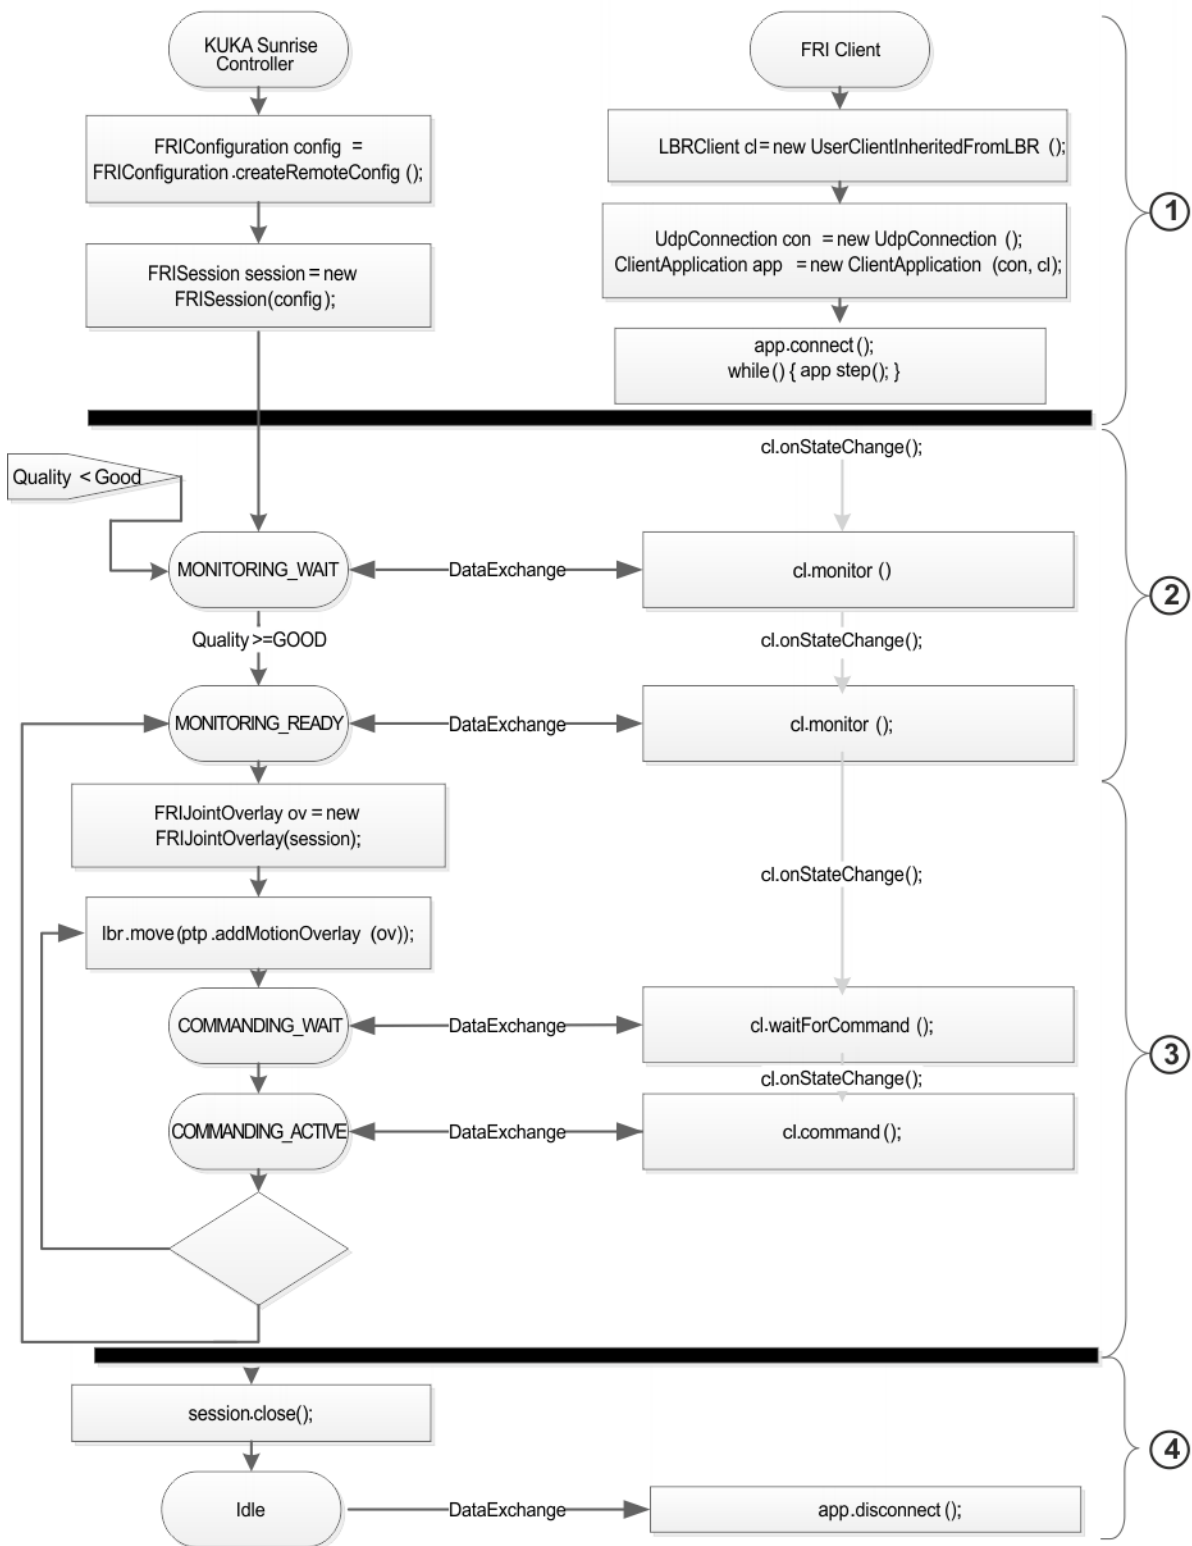 KUKA Sunrise
Controller
FRI Client
FRIConfiguration config =
FRIConfiguration.createRemoteConfig ();
LBRClient cl = new UserClientInheritedFromLBR ();
UdpConnection con = new UdpConnection ();
ClientApplication app = new ClientApplication (con, cl);
FRISession session = new
FRISession(config);
app.connect ();
while () { app step(); }
1
cl.onStateChange();
Quality < Good
MONITORING_WAIT
DataExchange
cl.monitor ()
2
Quality >=GOOD
cl.onStateChange();
MONITORING_READY
DataExchange
cl.monitor ();
FRIJointOverlay ov = new
FRIJointOverlay(session);
cl.onStateChange();
lbr.move(ptp.addMotionOverlay (ov));
COMMANDING_WAIT
DataExchange
cl.waitForCommand ();
3
cl.onStateChange();
COMMANDING_ACTIVE
DataExchange
cl.command ();
session.close();
4
Idle
DataExchange
app.disconnect ();